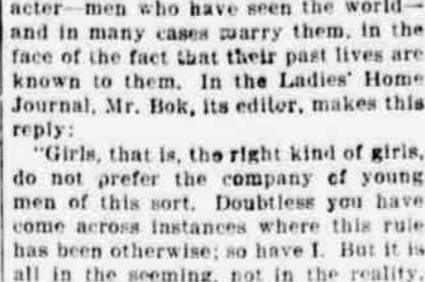 acter—men who have seen the world—
and in many cases marry them, in the
face of the fact that their past lives are
known to them. In the Ladies' Home
Journal, Mr. Bok, its editor, makes this
reply:
"Girls, that is, the right kind of girls,
do not prefer the company of young
men of this sort. Doubtless you have
come across instances where this rule
has been otherwise; so have I. But it is
all in the seeming, not in the reality.